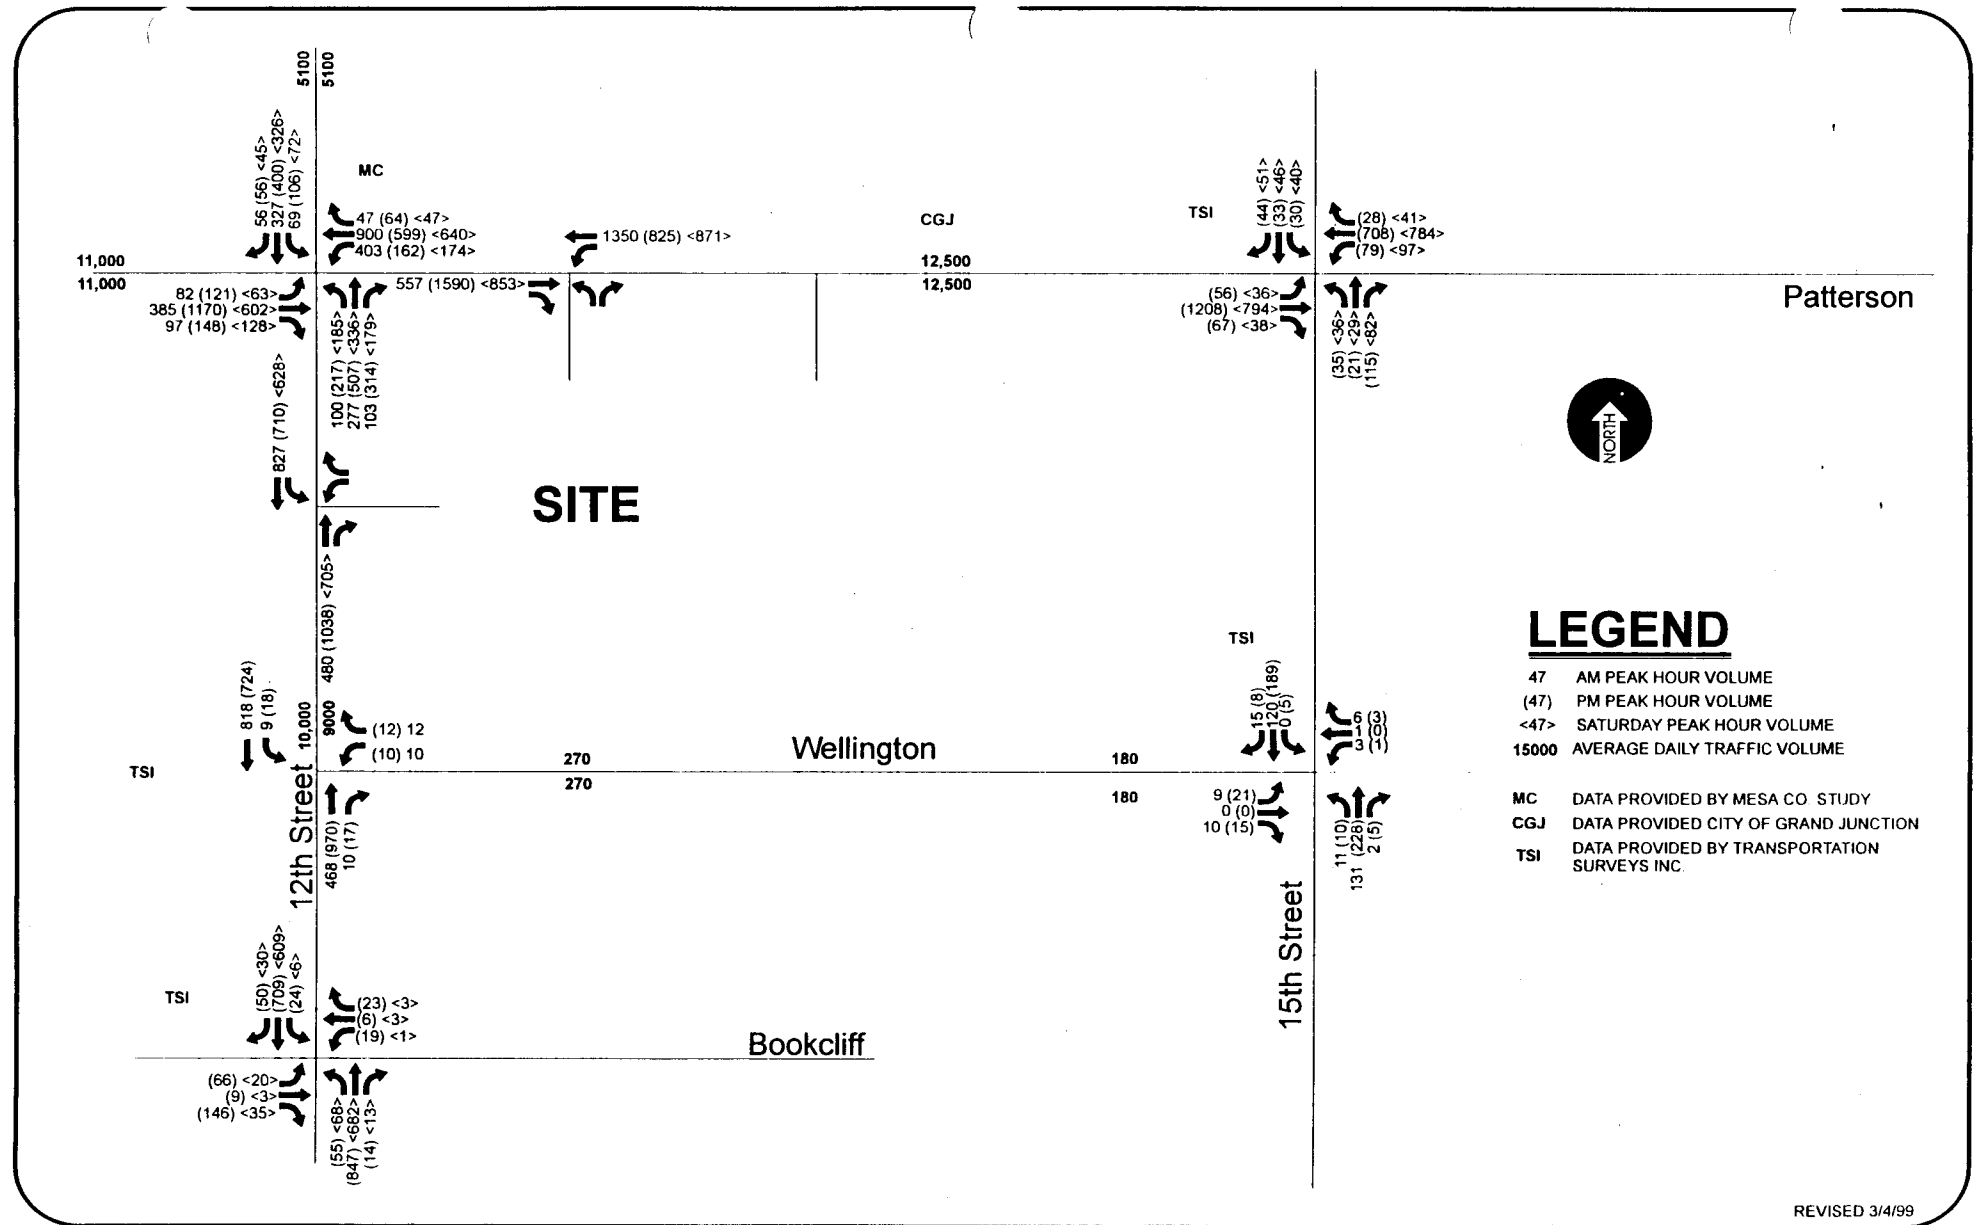 5100
5100
56 (56) <45>
327 (400) <326>
69 (106) <72>
MC
47 (64) <47>
900 (599) <640>
403 (162) <174>
1350 (825) <871>
CGJ
TSI
(44) <51>
(33) <46>
(30) <40>
(28) <41>
(708) <784>
(79) <97>
11,000
11,000
12,500
12,500
82 (121) <63>
385 (1170) <602>
97 (148) <128>
557 (1590) <853>
(56) <36>
(1208) <794>
(67) <38>
Patterson
100 (217) <185>
277 (507) <336>
103 (314) <179>
(35) <36>
(21) <29>
(115) <82>
827 (710) <628>
NORTH
SITE
480 (1038) <705>
LEGEND
47 AM PEAK HOUR VOLUME
(47) PM PEAK HOUR VOLUME
<47> SATURDAY PEAK HOUR VOLUME
15000 AVERAGE DAILY TRAFFIC VOLUME
MC DATA PROVIDED BY MESA CO. STUDY
CGJ DATA PROVIDED CITY OF GRAND JUNCTION
TSI DATA PROVIDED BY TRANSPORTATION
SURVEYS INC.
818 (724)
9 (18)
10,000
9000
(12) 12
(10) 10
TSI
270
270
Wellington
180
180
TSI
15 (8)
120 (189)
0 (5)
6 (3)
1 (0)
3 (1)
9 (21)
0 (0)
10 (15)
11 (10)
131 (228)
2 (5)
12th Street
468 (970)
10 (17)
15th Street
TSI
(50) <30>
(709) <609>
(24) <6>
(23) <3>
(6) <3>
(19) <1>
Bookcliff
(66) <20>
(9) <3>
(146) <35>
(55) <68>
(847) <682>
(14) <13>
REVISED 3/4/99